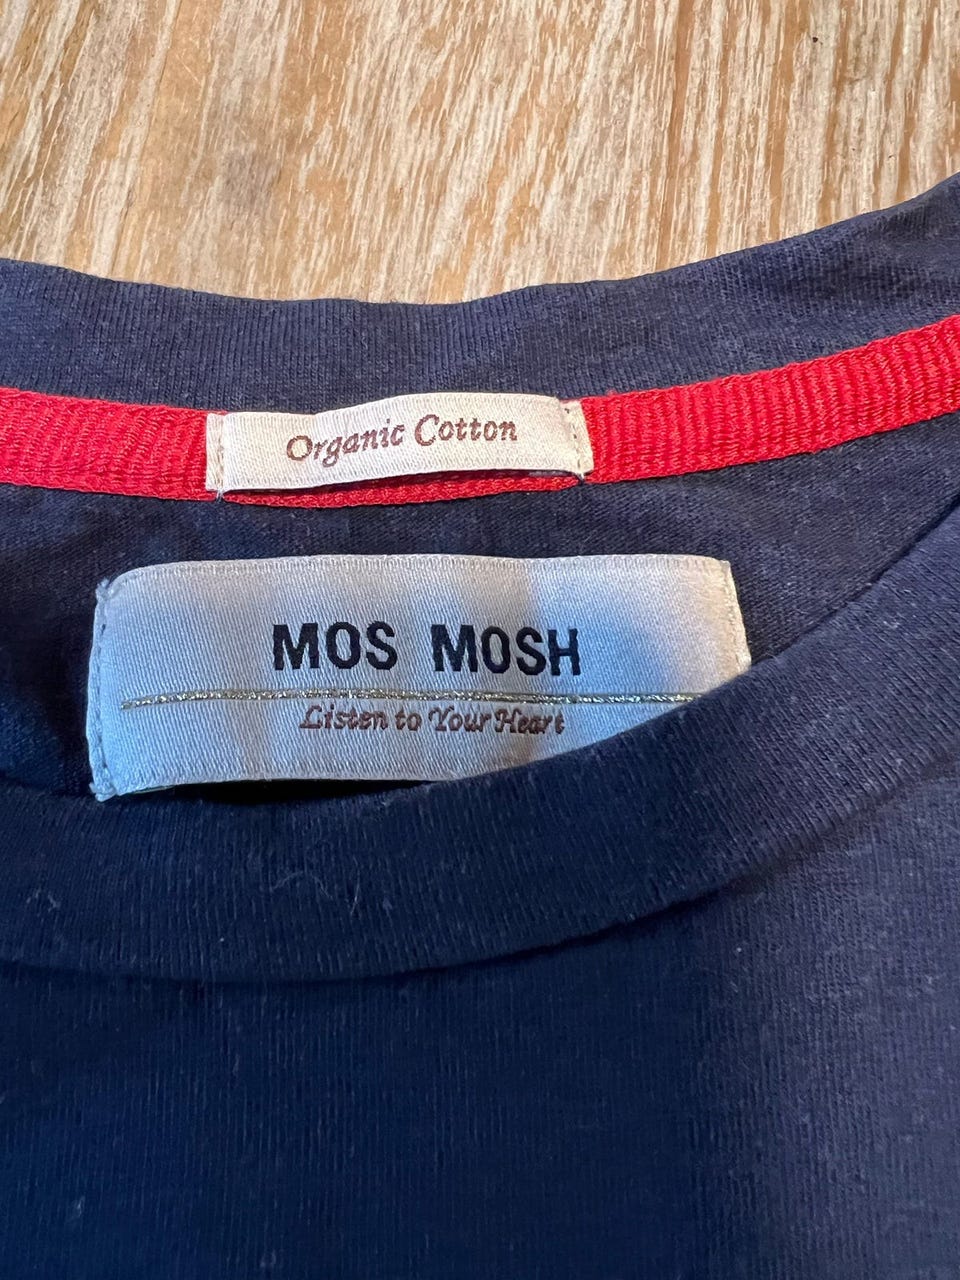 Organic Cotton
MOS MOSH
Listen to Your Heart